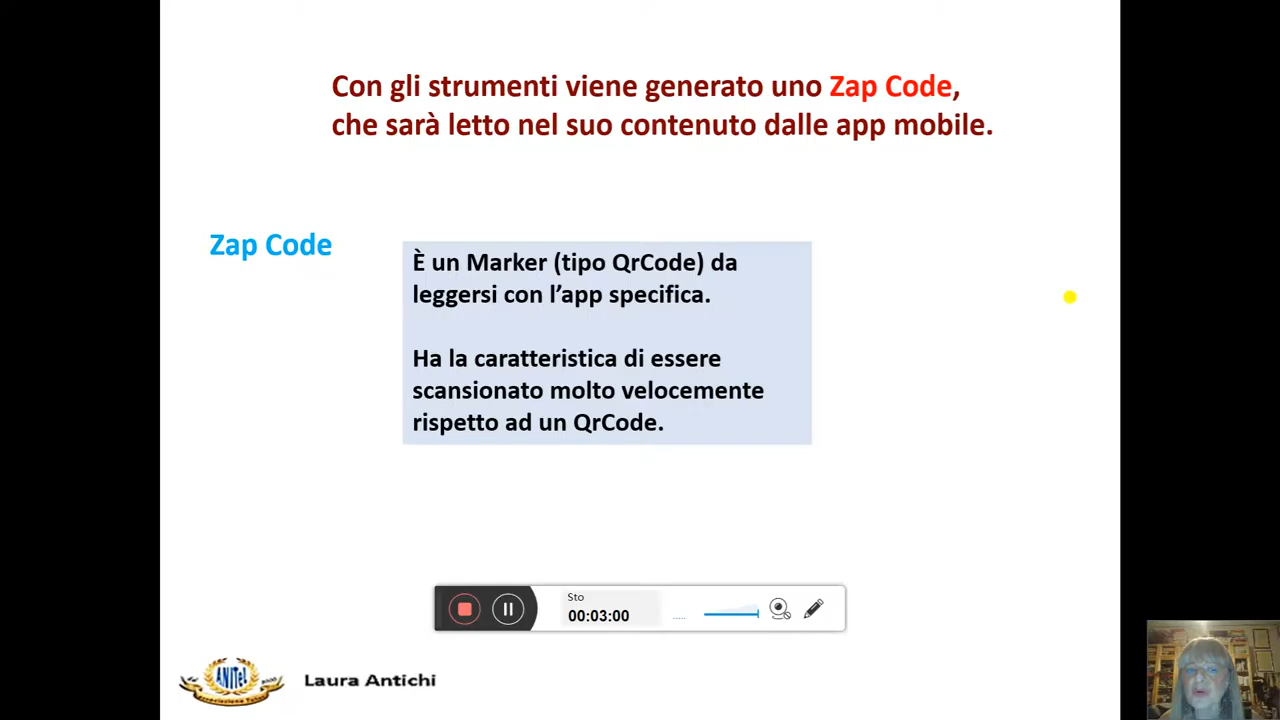 Con gli strumenti viene generato uno Zap Code,
che sarà letto nel suo contenuto dalle app mobile.
Zap Code
È un Marker (tipo QrCode) da
leggersi con l'app specifica.
Ha la caratteristica di essere
scansionato molto velocemente
rispetto ad un QrCode.
Sto
00:03:00
.....
ANITeL
Laura Antichi